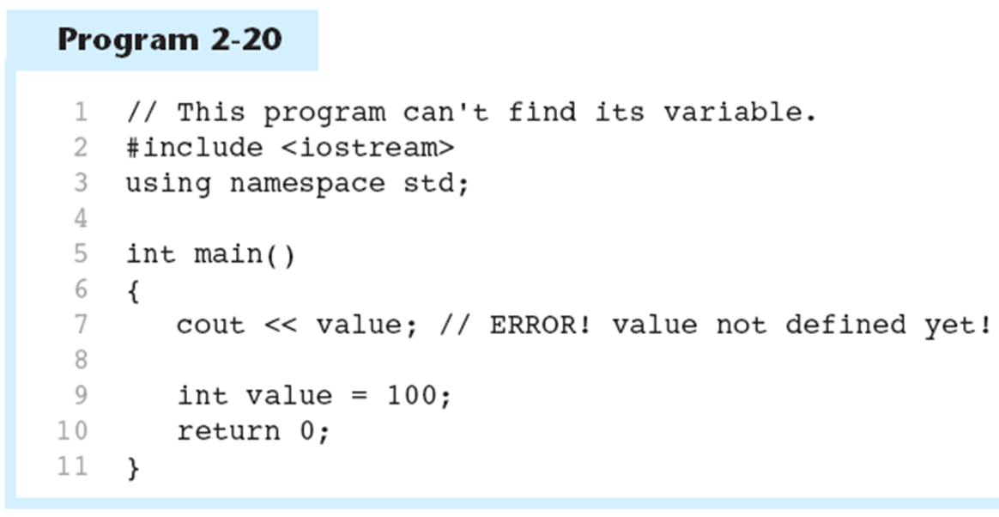 Program 2-20
1 // This program can't find its variable.
2 #include <iostream>
3 using namespace std;
4
5 int main()
6 {
7 cout << value; // ERROR! value not defined yet!
8
9 int value = 100;
10 return 0;
11 }